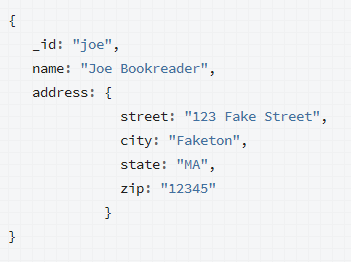 {
   _id: "joe",
   name: "Joe Bookreader",
   address: {
              street: "123 Fake Street",
              city: "Faketon",
              state: "MA",
              zip: "12345"
            }
}